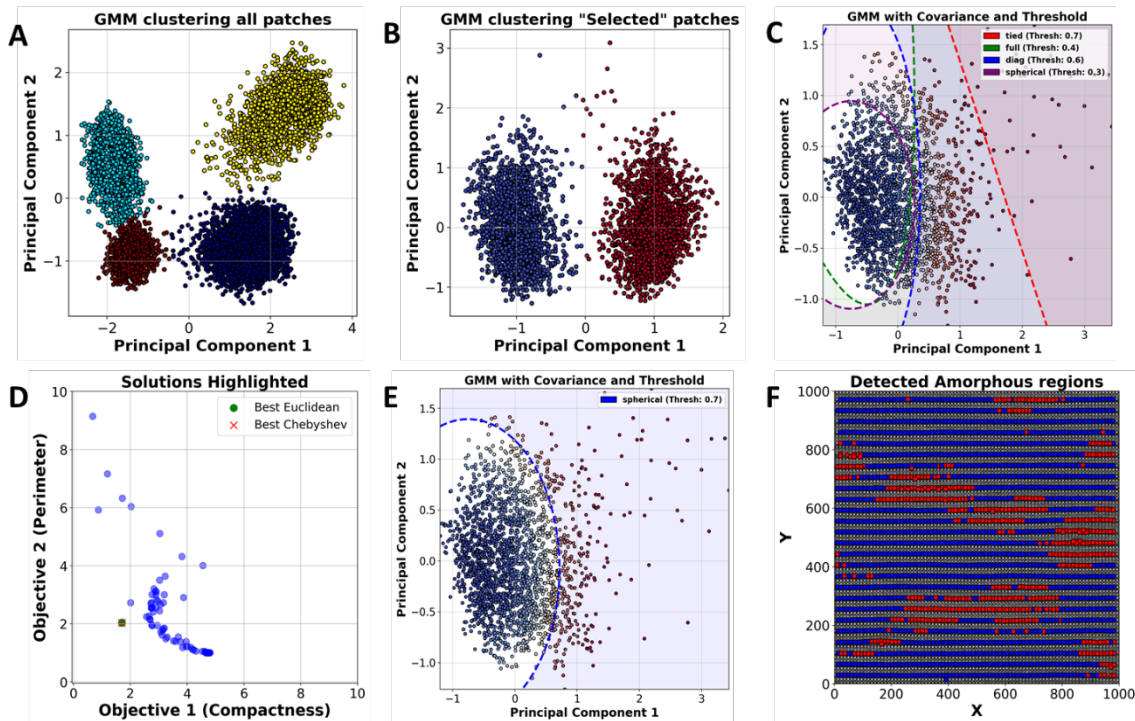 A
GMM clustering all patches
Principal Component 2
2
1
0
−1
−2
0
2
4
Principal Component 1
B
GMM clustering "Selected" patches
Principal Component 2
3
2
1
0
−1
−1
0
1
2
Principal Component 1
C
GMM with Covariance and Threshold
tied (Thresh: 0.7)
full (Thresh: 0.4)
diag (Thresh: 0.6)
spherical (Thresh: 0.3)
Principal Component 2
1.5
1.0
0.5
0.0
−0.5
−1.0
−1
0
1
2
3
Principal Component 1
D
Solutions Highlighted
Best Euclidean
Best Chebyshev
Objective 2 (Perimeter)
10
8
6
4
2
0
0
2
4
6
8
10
Objective 1 (Compactness)
E
GMM with Covariance and Threshold
spherical (Thresh: 0.7)
Principal Component 2
1.5
1.0
0.5
0.0
−0.5
−1.0
−1
0
1
2
3
Principal Component 1
F
Detected Amorphous regions
Y
1000
800
600
400
200
0
0
200
400
600
800
1000
X